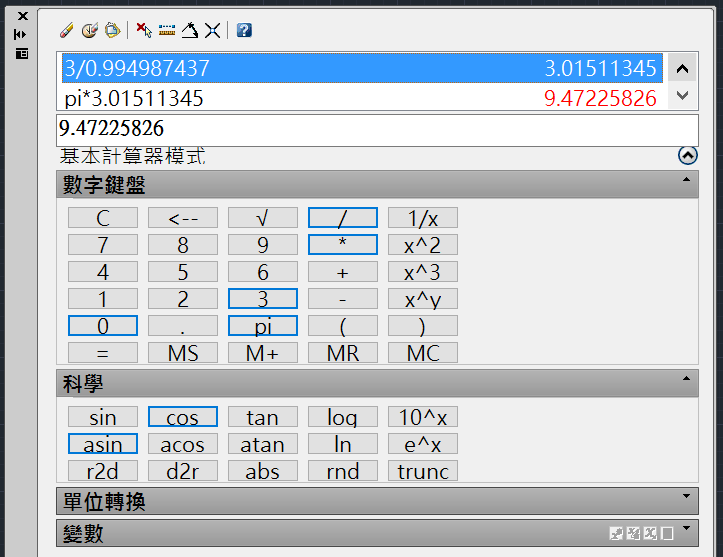 3/0.994987437 3.01511345
pi*3.01511345 9.47225826
9.47225826
基本計算器模式
數字鍵盤
C <-- √ / 1/x
7 8 9 * x^2
4 5 6 + x^3
1 2 3 - x^y
0 . pi ( )
= MS M+ MR MC
科學
sin cos tan log 10^x
asin acos atan ln e^x
r2d d2r abs rnd trunc
單位轉換
變數